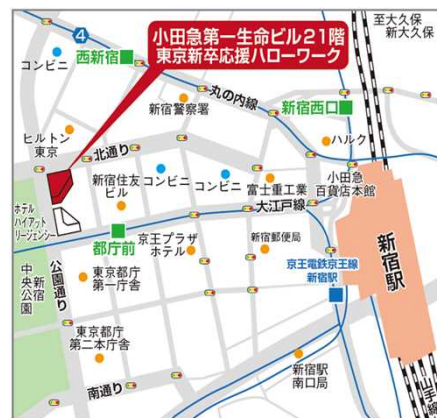 小田急第一生命ビル21階
東京新卒応援ハローワーク
至大久保
新大久保
4
コンビニ
西新宿
丸の内線
新宿警察署
新宿西口
ヒルトン
東京
北通り
ハルク
小田急
百貨店本館
新宿住友
ビル
コンビニ
コンビニ
富士重工業
大江戸線
ホテル
ハイアット
リージェンシー
都庁前
京王プラザ
ホテル
新宿郵便局
京王電鉄京王線
新宿駅
新宿駅
新宿
中央公園
公園通り
東京都庁
第一庁舎
東京都庁
第二本庁舎
新宿駅
南口局
南通り
山手線